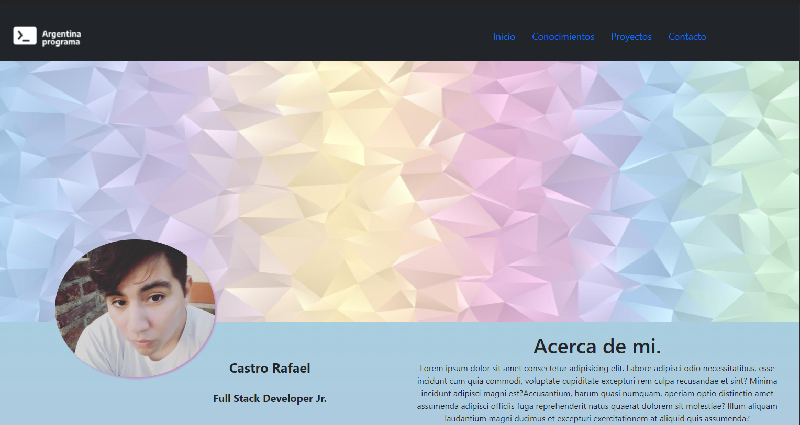 Argentina
programa
Inicio Conocimientos Proyectos Contacto
Castro Rafael
Full Stack Developer Jr.
Acerca de mi.
Lorem ipsum dolor sit amet consectetur adipisicing elit. Labore adipisci odio necessitatibus, esse
incidunt cum quia commodi, voluptate cupiditate excepturi rem culpa recusandae et sint? Minima
incidunt adipisci magni est?Accusantium, harum quasi numquam, aperiam optio distinctio amet
assumenda adipisci officiis fuga reprehenderit natus quaerat dolorem sit molestiae? Illum aliquam
laudantium magni ducimus et excepturi exercitationem at aliquid quis assumenda?